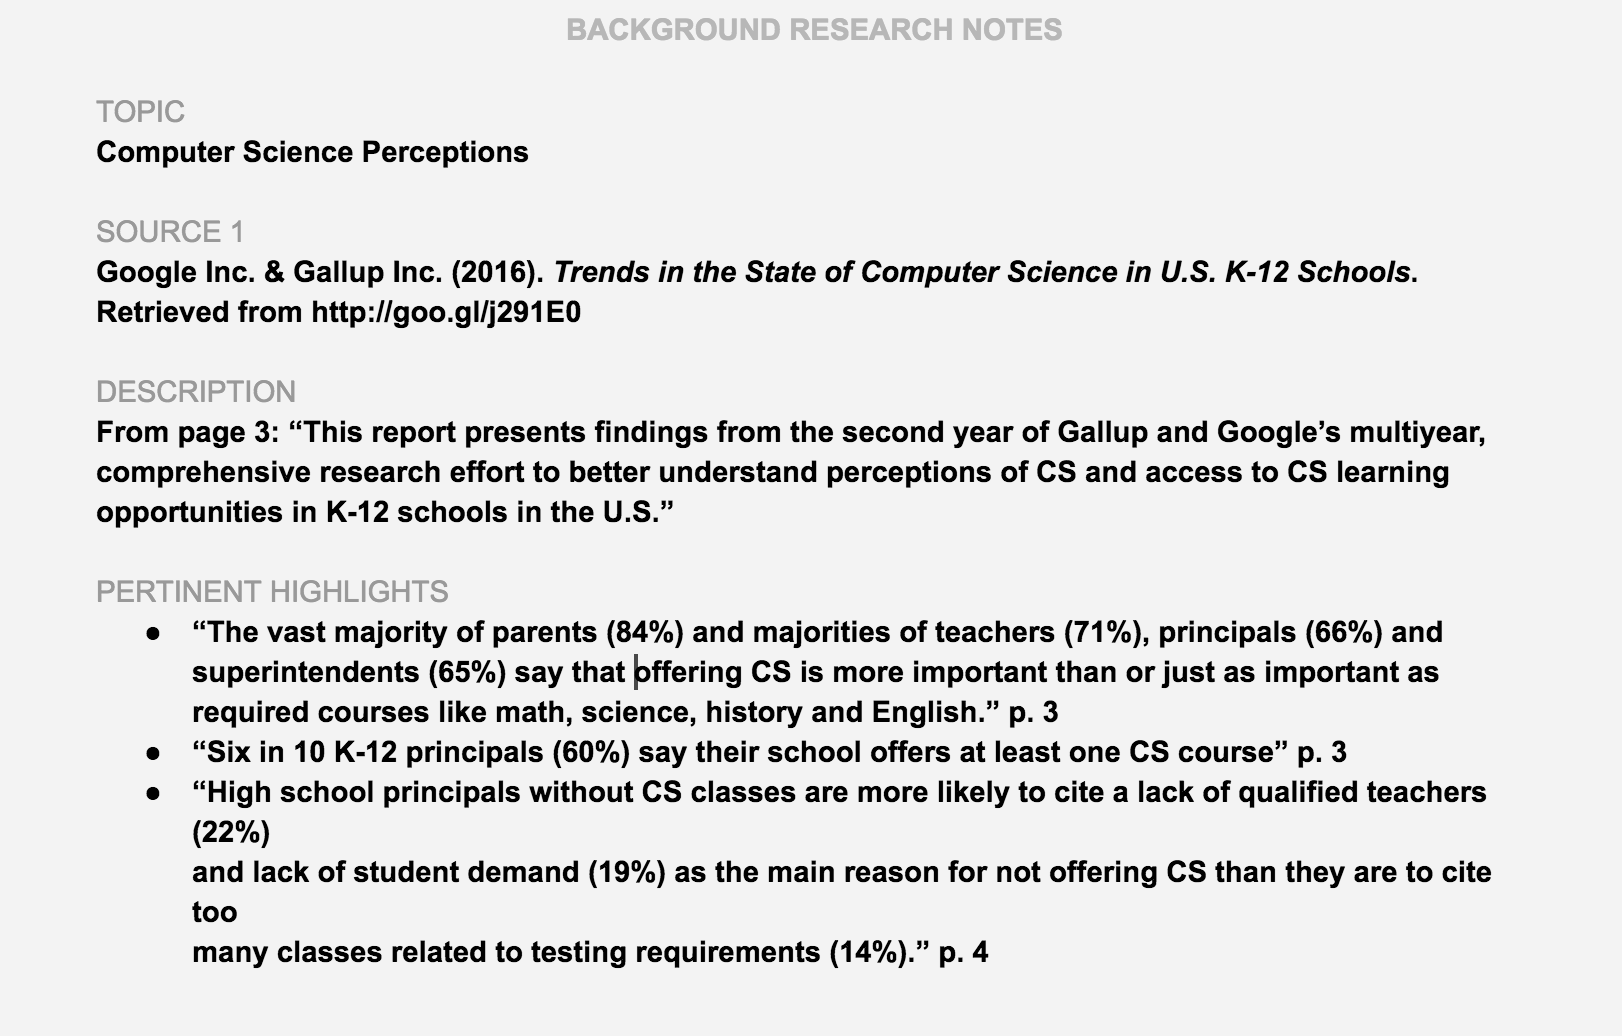 BACKGROUND RESEARCH NOTES
TOPIC
Computer Science Perceptions
SOURCE 1
Google Inc. & Gallup Inc. (2016). Trends in the State of Computer Science in U.S. K-12 Schools.
Retrieved from http://goo.gl/j291E0
DESCRIPTION
From page 3: “This report presents findings from the second year of Gallup and Google’s multiyear,
comprehensive research effort to better understand perceptions of CS and access to CS learning
opportunities in K-12 schools in the U.S.”
PERTINENT HIGHLIGHTS
● “The vast majority of parents (84%) and majorities of teachers (71%), principals (66%) and
superintendents (65%) say that offering CS is more important than or just as important as
required courses like math, science, history and English.” p. 3
● “Six in 10 K-12 principals (60%) say their school offers at least one CS course” p. 3
● “High school principals without CS classes are more likely to cite a lack of qualified teachers
(22%)
and lack of student demand (19%) as the main reason for not offering CS than they are to cite
too
many classes related to testing requirements (14%).” p. 4